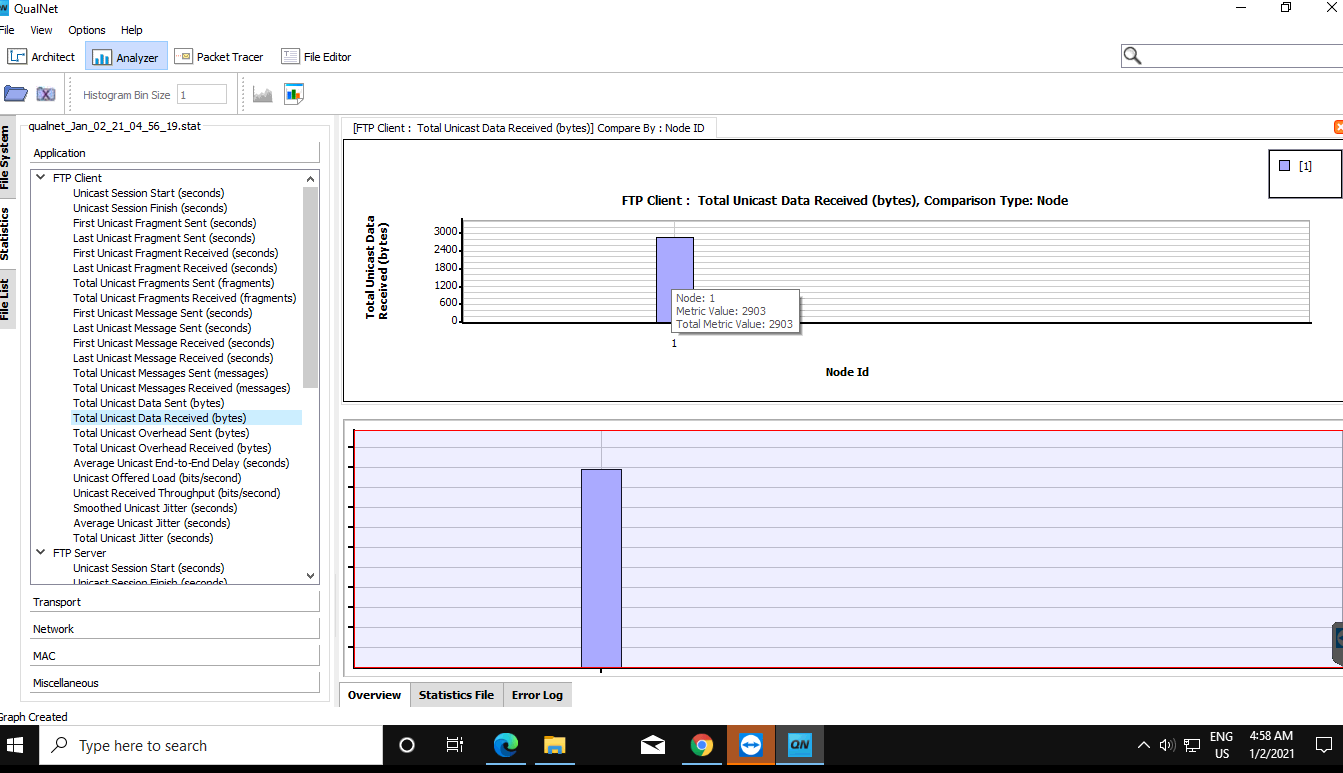 QN QualNet
File View Options Help
Architect Analyzer Packet Tracer File Editor
Histogram Bin Size 1
File System
Statistics
File List
qualnet_Jan_02_21_04_56_19.stat
Application
FTP Client
Unicast Session Start (seconds)
Unicast Session Finish (seconds)
First Unicast Fragment Sent (seconds)
Last Unicast Fragment Sent (seconds)
First Unicast Fragment Received (seconds)
Last Unicast Fragment Received (seconds)
Total Unicast Fragments Sent (fragments)
Total Unicast Fragments Received (fragments)
First Unicast Message Sent (seconds)
Last Unicast Message Sent (seconds)
First Unicast Message Received (seconds)
Last Unicast Message Received (seconds)
Total Unicast Messages Sent (messages)
Total Unicast Messages Received (messages)
Total Unicast Data Sent (bytes)
Total Unicast Data Received (bytes)
Total Unicast Overhead Sent (bytes)
Total Unicast Overhead Received (bytes)
Average Unicast End-to-End Delay (seconds)
Unicast Offered Load (bits/second)
Unicast Received Throughput (bits/second)
Smoothed Unicast Jitter (seconds)
Average Unicast Jitter (seconds)
Total Unicast Jitter (seconds)
FTP Server
Unicast Session Start (seconds)
Unicast Session Finish (seconds)
Transport
Network
MAC
Miscellaneous
[FTP Client : Total Unicast Data Received (bytes)] Compare By : Node ID
[1]
FTP Client : Total Unicast Data Received (bytes), Comparison Type: Node
Total Unicast Data
Received (bytes)
3000
2400
1800
1200
600
0
Node: 1
Metric Value: 2903
Total Metric Value: 2903
1
Node Id
Overview Statistics File Error Log
Graph Created
Type here to search
QN
ENG
US
4:58 AM
1/2/2021